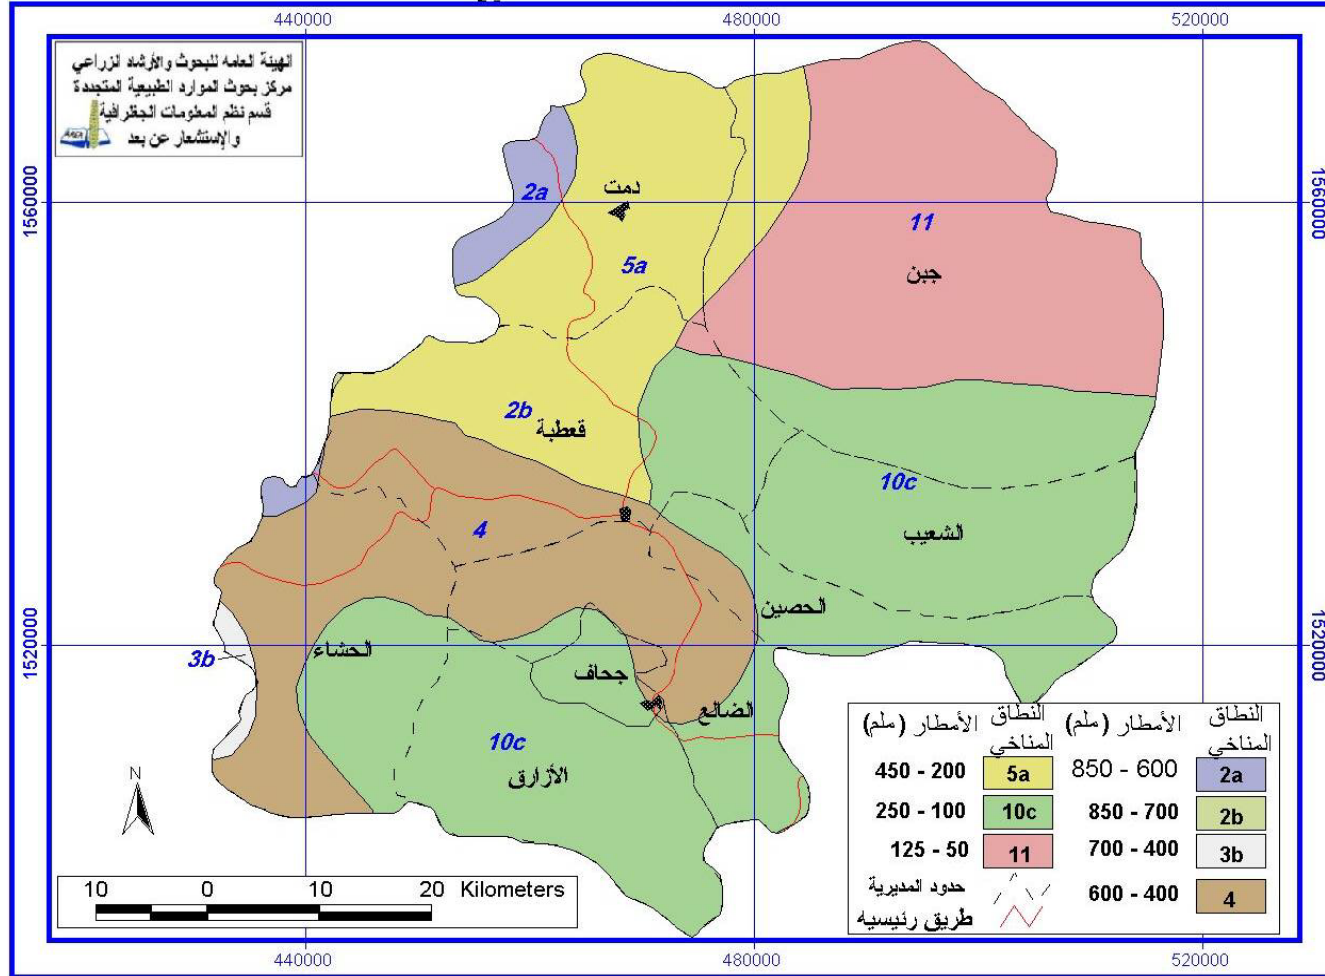 440000
480000
520000
الهيئة العامه للبحوث والأرشاد الزراعي
مركز بحوث الموارد الطبيعية المتجددة
قسم نظم المعلومات الجغرافية
والإستشعار عن بعد
AREA
1560000
1560000
2a
دمت
11
5a
جبن
2b
قعطبة
10c
4
الشعيب
الحصين
1520000
1520000
3b
الحشاء
جحاف
الضالع
10c
الأزارق
N
النطاق المناخي
الأمطار (ملم)
النطاق المناخي
الأمطار (ملم)
2a
850 - 600
5a
450 - 200
2b
850 - 700
10c
250 - 100
3b
700 - 400
11
125 - 50
4
600 - 400
حدود المديرية
طريق رئيسيه
10 0 10 20 Kilometers
440000
480000
520000